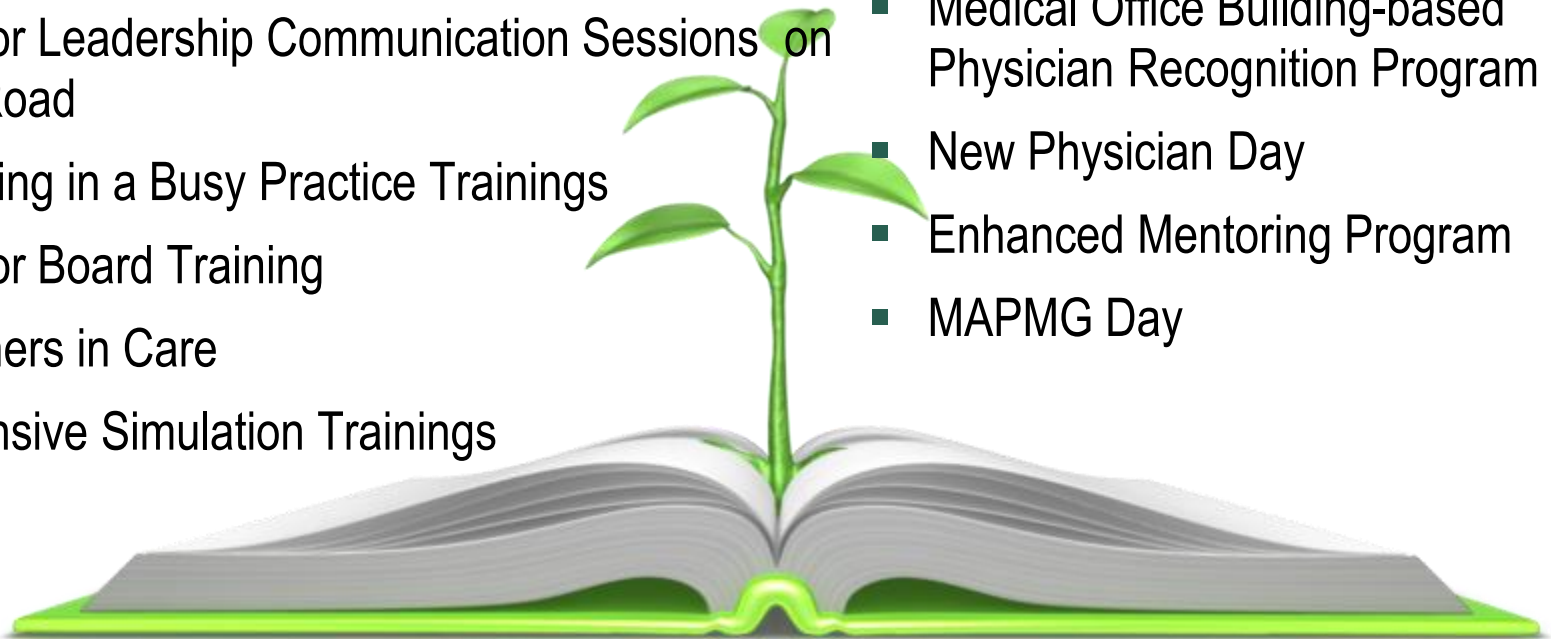 or Leadership Communication Sessions on
oad
ing in a Busy Practice Trainings
or Board Training
ers in Care
nsive Simulation Trainings
Medical Office Building-based
Physician Recognition Program
New Physician Day
Enhanced Mentoring Program
MAPMG Day